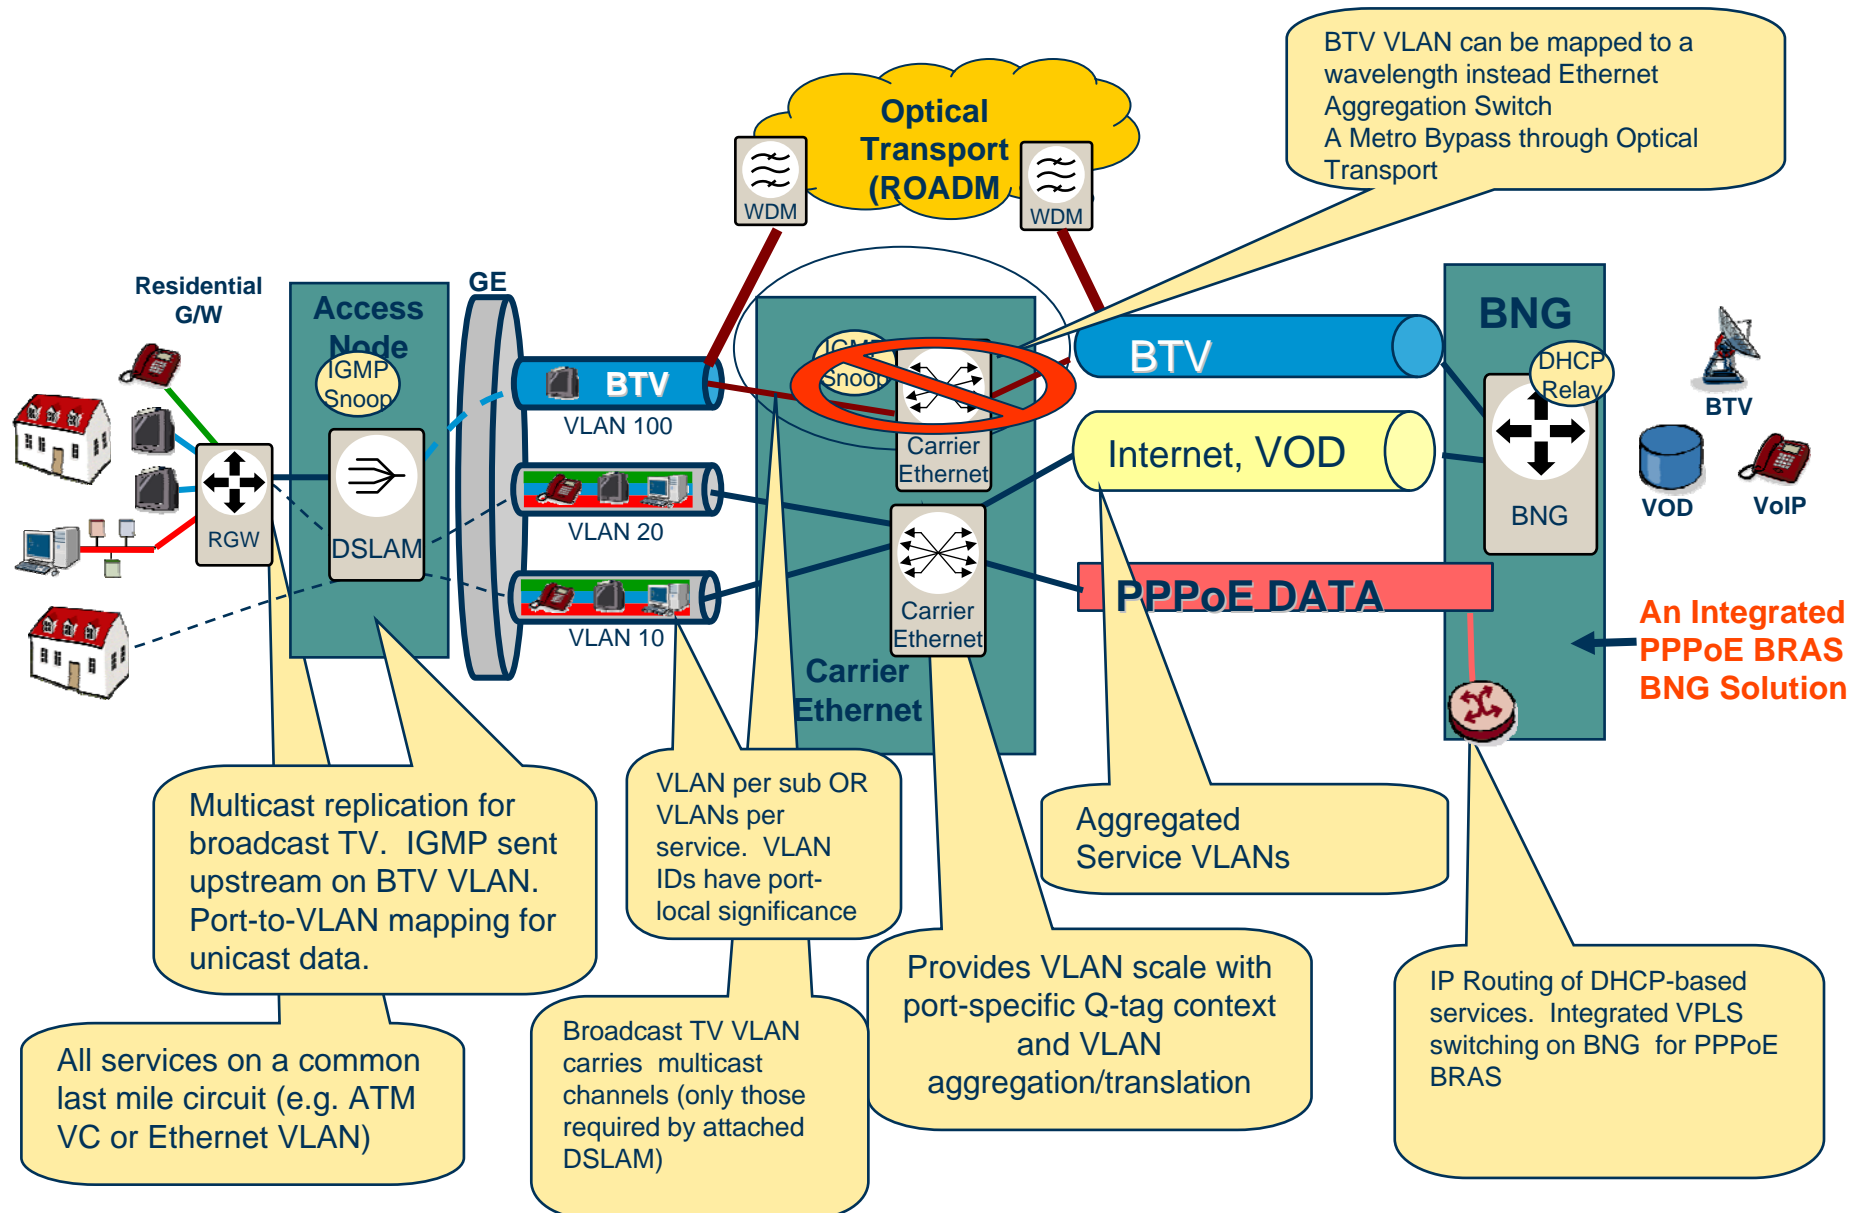 BTV VLAN can be mapped to a
wavelength instead Ethernet
Aggregation Switch
A Metro Bypass through Optical
Transport
Optical
Transport
(ROADM
WDM
WDM
Residential
G/W
Access
Node
IGMP
Snoop
GE
BTV
VLAN 100
IGMP
Snoop
BTV
BNG
DHCP
Relay
BTV
Carrier
Ethernet
Internet, VOD
BNG
VOD
VoIP
RGW
DSLAM
VLAN 20
VLAN 10
Carrier
Ethernet
PPPoE DATA
An Integrated
PPPoE BRAS
BNG Solution
Carrier
Ethernet
Multicast replication for
broadcast TV. IGMP sent
upstream on BTV VLAN.
Port-to-VLAN mapping for
unicast data.
VLAN per sub OR
VLANs per
service. VLAN
IDs have port-
local significance
Aggregated
Service VLANs
All services on a common
last mile circuit (e.g. ATM
VC or Ethernet VLAN)
Broadcast TV VLAN
carries multicast
channels (only those
required by attached
DSLAM)
Provides VLAN scale with
port-specific Q-tag context
and VLAN
aggregation/translation
IP Routing of DHCP-based
services. Integrated VPLS
switching on BNG for PPPoE
BRAS